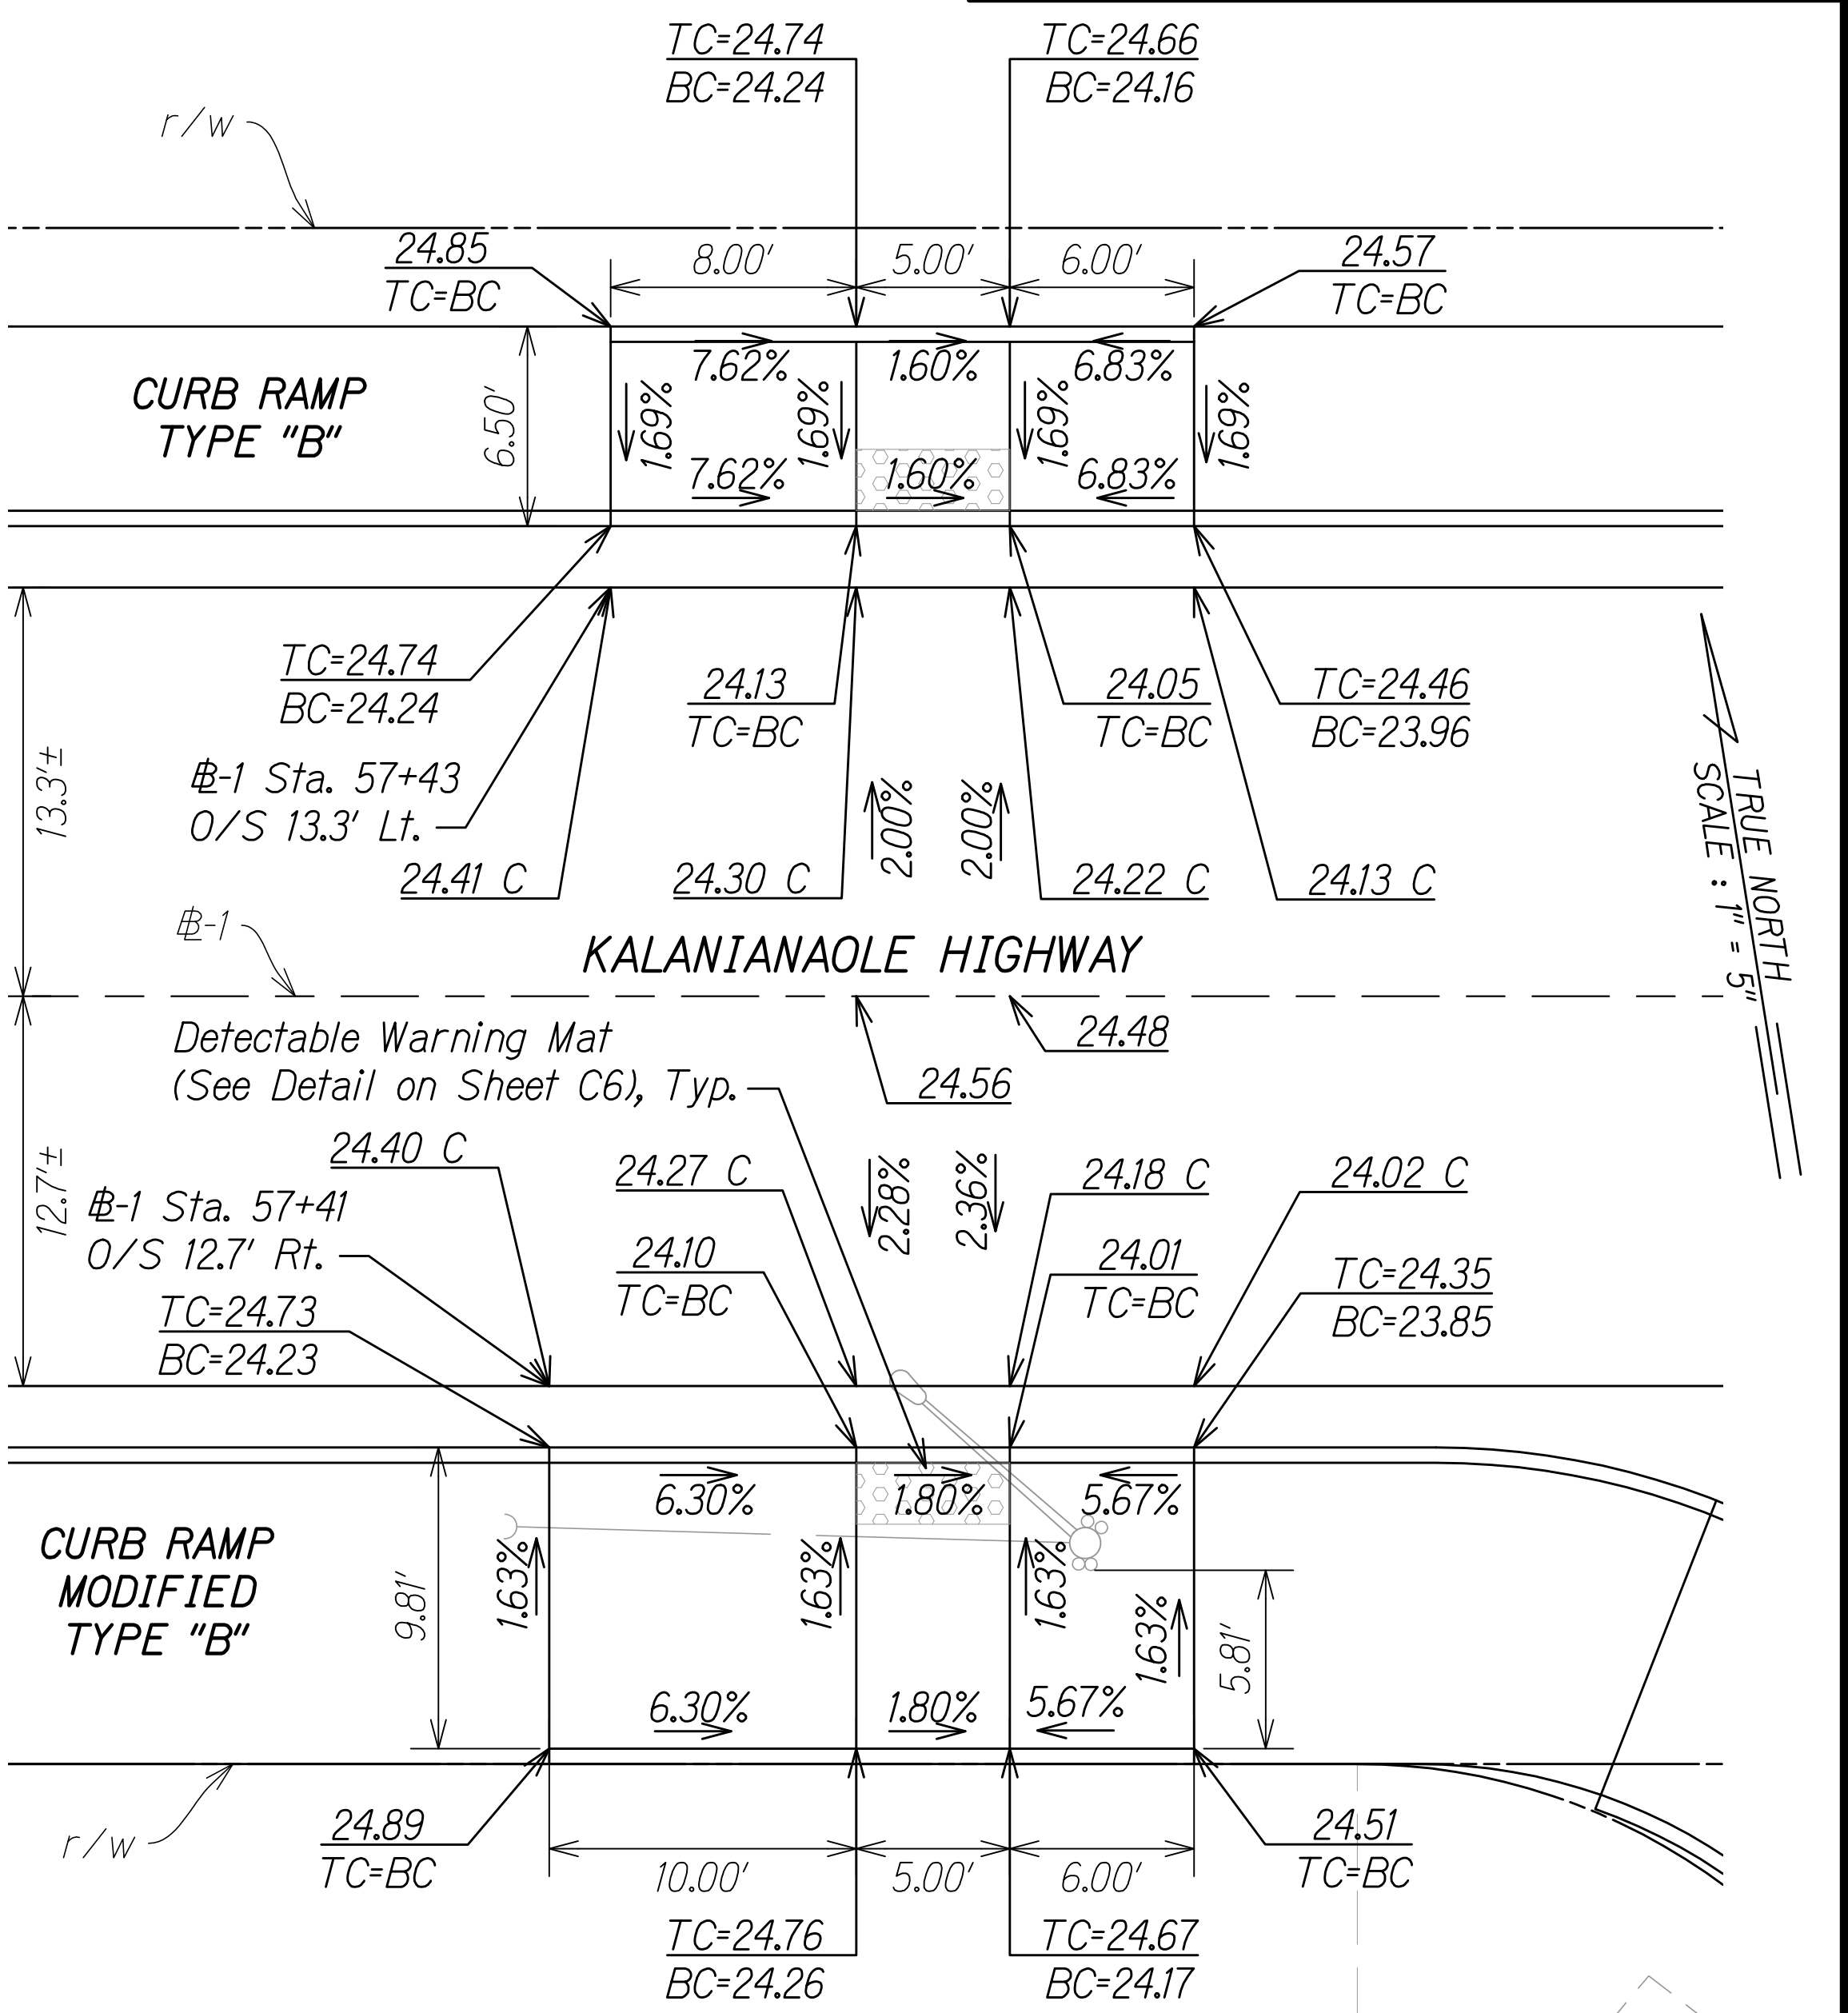 TC=24.74
BC=24.24
TC=24.66
BC=24.16
r/w
24.85
TC=BC
8.00'
5.00'
6.00'
24.57
TC=BC
CURB RAMP
TYPE "B"
6.50'
7.62%
1.60%
6.83%
1.69%
1.69%
1.69%
1.69%
7.62%
1.60%
6.83%
TC=24.74
BC=24.24
24.13
TC=BC
24.05
TC=BC
TC=24.46
BC=23.96
13.3'±
B-1 Sta. 57+43
O/S 13.3' Lt.
2.00%
2.00%
24.41 C
24.30 C
24.22 C
24.13 C
TRUE NORTH
SCALE : 1" = 5"
B-1
KALANIANAOLE HIGHWAY
Detectable Warning Mat
(See Detail on Sheet C6), Typ.
24.48
24.56
24.40 C
24.27 C
2.28%
2.36%
24.18 C
24.02 C
12.7'±
B-1 Sta. 57+41
O/S 12.7' Rt.
24.10
TC=BC
24.01
TC=BC
TC=24.35
BC=23.85
TC=24.73
BC=24.23
6.30%
1.80%
5.67%
CURB RAMP
MODIFIED
TYPE "B"
9.81'
1.63%
1.63%
1.63%
1.63%
5.81'
6.30%
1.80%
5.67%
r/w
24.89
TC=BC
10.00'
5.00'
6.00'
24.51
TC=BC
TC=24.76
BC=24.26
TC=24.67
BC=24.17